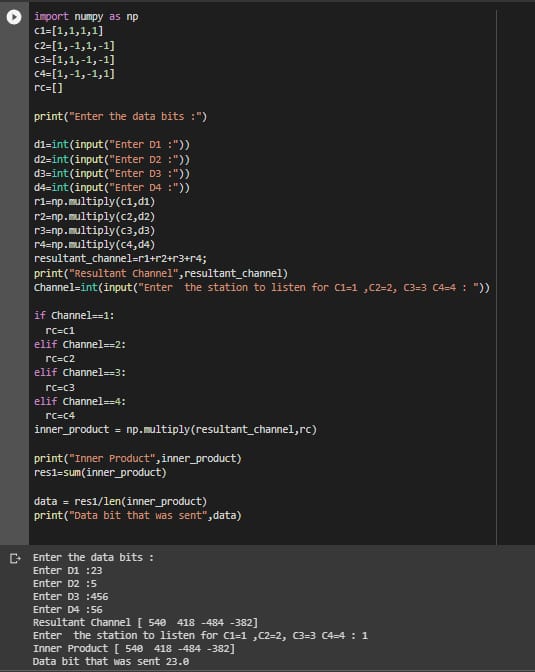 import numpy as np
c1=[1,1,1,1]
c2=[1,-1,1,-1]
c3=[1,1,-1,-1]
c4=[1,-1,-1,1]
rc=[]
print("Enter the data bits :")
d1=int(input("Enter D1 :"))
d2=int(input("Enter D2 :"))
d3=int(input("Enter D3 :"))
d4=int(input("Enter D4 :"))
r1=np.multiply(c1,d1)
r2=np.multiply(c2,d2)
r3=np.multiply(c3,d3)
r4=np.multiply(c4,d4)
resultant_channel=r1+r2+r3+r4;
print("Resultant Channel",resultant_channel)
Channel=int(input("Enter  the station to listen for C1=1 ,C2=2, C3=3 C4=4 : "))
if Channel==1:
  rc=c1
elif Channel==2:
  rc=c2
elif Channel==3:
  rc=c3
elif Channel==4:
  rc=c4
inner_product = np.multiply(resultant_channel,rc)
print("Inner Product",inner_product)
res1=sum(inner_product)
data = res1/len(inner_product)
print("Data bit that was sent",data)
Enter the data bits :
Enter D1 :23
Enter D2 :5
Enter D3 :456
Enter D4 :56
Resultant Channel [ 540  418 -484 -382]
Enter  the station to listen for C1=1 ,C2=2, C3=3 C4=4 : 1
Inner Product [ 540  418 -484 -382]
Data bit that was sent 23.0